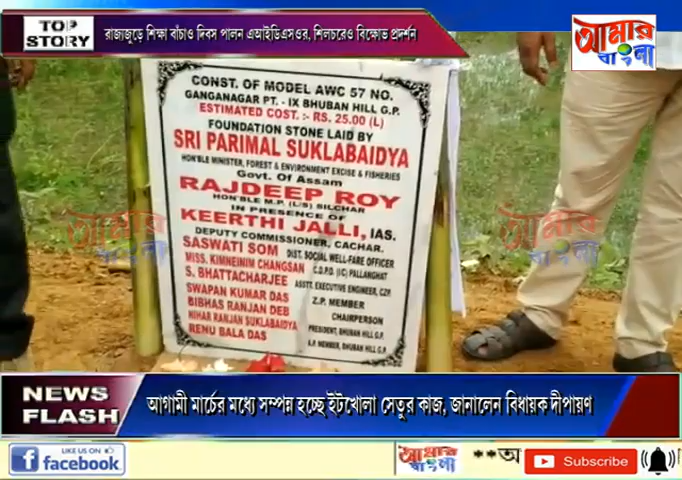 TOP
STORY
রাজ্যজুড়ে শিক্ষা বাঁচাও দিবস পালন এআইডিএসওর, শিলচরেও বিক্ষোভ প্রদর্শন
আমার
বাংলা
CONST. OF MODEL AWC 57 NO.
GANGANAGAR PT. - IX BHUBAN HILL G.P.
ESTIMATED COST :- RS. 25.00 (L)
FOUNDATION STONE LAID BY
SRI PARIMAL SUKLABAIDYA
HON'BLE MINISTER, FOREST & ENVIRONMENT EXCISE & FISHERIES
Govt. Of Assam
RAJDEEP ROY
HON'BLE M.P. (L/S) SILCHAR
IN PRESENCE OF
KEERTHI JALLI, IAS.
DEPUTY COMMISSIONER, CACHAR.
SASWATI SOM DIST. SOCIAL WELL-FARE OFFICER
MISS. KIMNEINIM CHANGSAN C.D.P.O. (IC) PALLANGHAT
S. BHATTACHARJEE ASSTT. EXECUTIVE ENGINEER, CZP
SWAPAN KUMAR DAS Z.P. MEMBER
BIBHAS RANJAN DEB CHAIRPERSON
NIHAR RANJAN SUKLABAIDYA PRESIDENT, BHUBAN HILL G.P.
RENU BALA DAS A.P. MEMBER, BHUBAN HILL G.P.
আমার
বাংলা
আমার
বাংলা
NEWS
FLASH
আগামী মার্চের মধ্যে সম্পন্ন হচ্ছে ইটখোলা সেতুর কাজ, জানালেন বিধায়ক দীপায়ণ
LIKE US ON
facebook
আমার
বাংলা
**অ
Subscribe